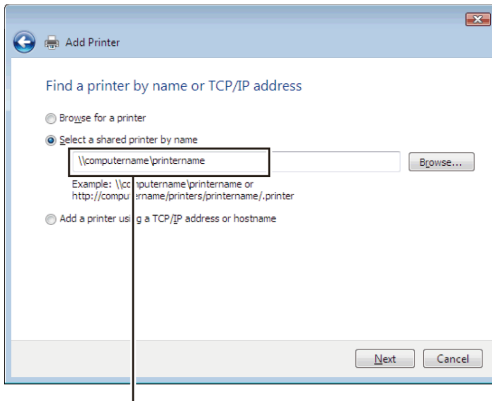 Add Printer
Find a printer by name or TCP/IP address
Browse for a printer
Select a shared printer by name
\\computername\printername
Browse...
Example: \\computername\printername or
http://computername/printers/printername/.printer
Add a printer using a TCP/IP address or hostname
Next
Cancel